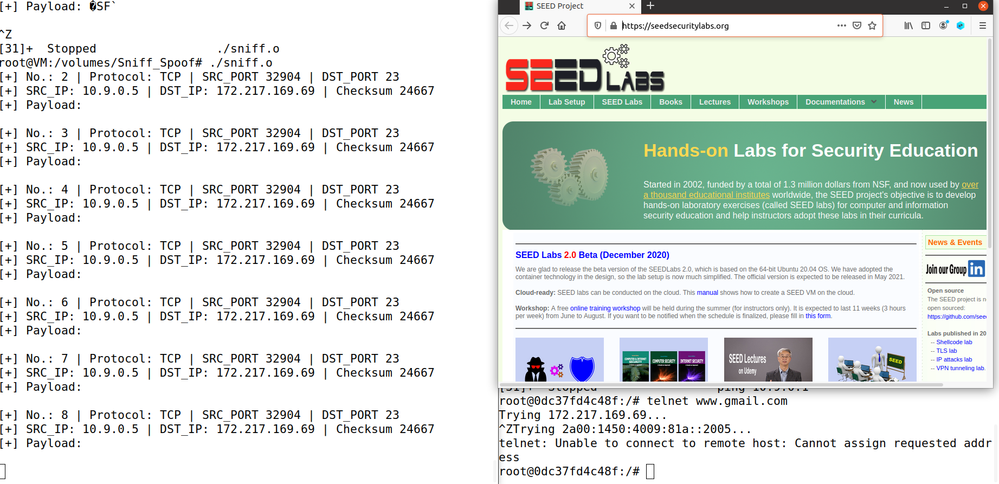 [+] Payload: �SF`
^Z
[31]+  Stopped                 ./sniff.o
root@VM:/volumes/Sniff_Spoof# ./sniff.o
[+] No.: 2 | Protocol: TCP | SRC_PORT 32904 | DST_PORT 23
[+] SRC_IP: 10.9.0.5 | DST_IP: 172.217.169.69 | Checksum 24667
[+] Payload:
[+] No.: 3 | Protocol: TCP | SRC_PORT 32904 | DST_PORT 23
[+] SRC_IP: 10.9.0.5 | DST_IP: 172.217.169.69 | Checksum 24667
[+] Payload:
[+] No.: 4 | Protocol: TCP | SRC_PORT 32904 | DST_PORT 23
[+] SRC_IP: 10.9.0.5 | DST_IP: 172.217.169.69 | Checksum 24667
[+] Payload:
[+] No.: 5 | Protocol: TCP | SRC_PORT 32904 | DST_PORT 23
[+] SRC_IP: 10.9.0.5 | DST_IP: 172.217.169.69 | Checksum 24667
[+] Payload:
[+] No.: 6 | Protocol: TCP | SRC_PORT 32904 | DST_PORT 23
[+] SRC_IP: 10.9.0.5 | DST_IP: 172.217.169.69 | Checksum 24667
[+] Payload:
[+] No.: 7 | Protocol: TCP | SRC_PORT 32904 | DST_PORT 23
[+] SRC_IP: 10.9.0.5 | DST_IP: 172.217.169.69 | Checksum 24667
[+] Payload:
[+] No.: 8 | Protocol: TCP | SRC_PORT 32904 | DST_PORT 23
[+] SRC_IP: 10.9.0.5 | DST_IP: 172.217.169.69 | Checksum 24667
[+] Payload:
SEED Project
https://seedsecuritylabs.org
SEED LABS
Home Lab Setup SEED Labs Books Lectures Workshops Documentations News
Hands-on Labs for Security Education
Started in 2002, funded by a total of 1.3 million dollars from NSF, and now used by over
a thousand educational institutes worldwide, the SEED project's objective is to develop
hands-on laboratory exercises (called SEED labs) for computer and information
security education and help instructors adopt these labs in their curricula.
SEED Labs 2.0 Beta (December 2020)
We are glad to release the beta version of the SEEDLabs 2.0, which is based on the 64-bit Ubuntu 20.04 OS. We have adopted the
container technology in the design, so the lab setup is now much simplified. The official version is expected to be released in May 2021.
Cloud-ready: SEED labs can be conducted on the cloud. This manual shows how to create a SEED VM on the cloud.
Workshop: A free online training workshop will be held during the summer (for instructors only). It is expected to last 11 weeks (3 hours
per week) from June to August. If you want to be notified when the schedule is finalized, please fill in this form.
COMPUTER & INTERNET SECURITY
COMPUTER SECURITY
INTERNET SECURITY
SEED Lectures
on Udemy
SEED
News & Events
Join our Group in
Open source
The SEED project is n
open sourced:
https://github.com/see
Labs published in 20
-- Shellcode lab
-- TLS lab
-- IP attacks lab
-- VPN tunneling lab.
[31]+  Stopped                 ping 10.9.0.1
root@0dc37fd4c48f:/# telnet www.gmail.com
Trying 172.217.169.69...
^ZTrying 2a00:1450:4009:81a::2005...
telnet: Unable to connect to remote host: Cannot assign requested addr
ess
root@0dc37fd4c48f:/#